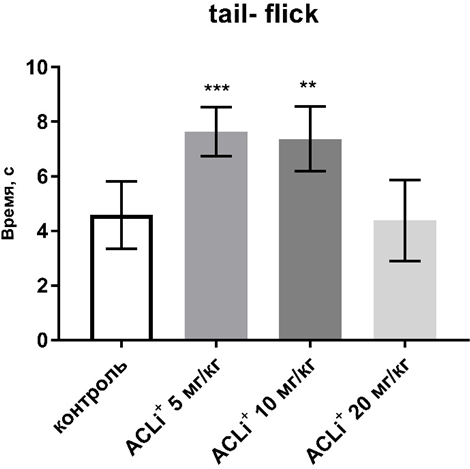 tail- flick
10
***
**
8
6
4
2
0
Время, с
контроль
ACLi⁺ 5 мг/кг
ACLi⁺ 10 мг/кг
ACLi⁺ 20 мг/кг